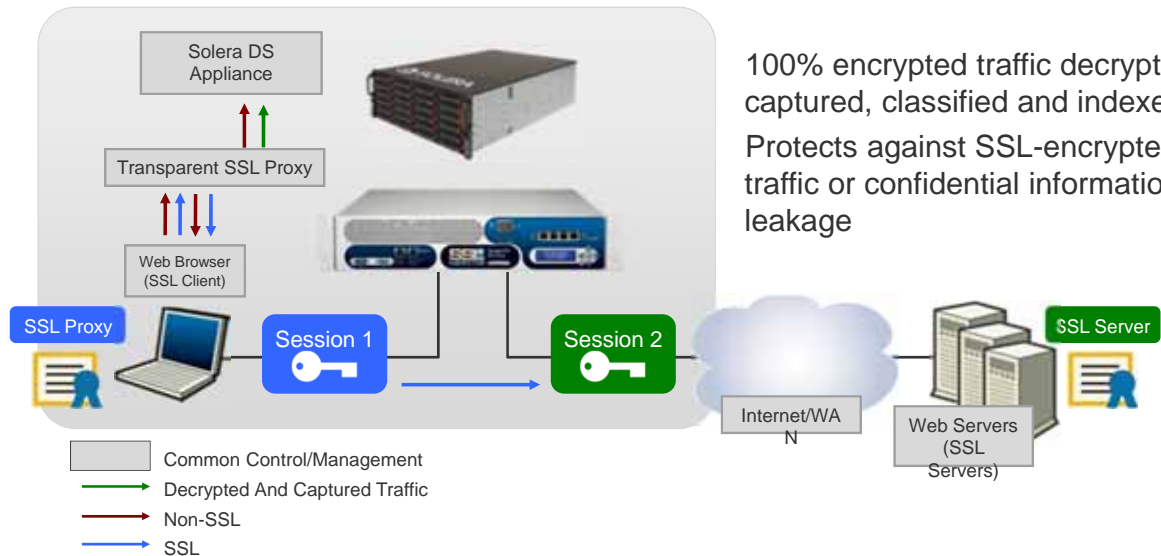 Solera DS
Appliance
100% encrypted traffic decrypt
captured, classified and indexe
Protects against SSL-encrypte
traffic or confidential informatio
leakage
Transparent SSL Proxy
Web Browser
(SSL Client)
SSL Proxy
Session 1
Session 2
SSL Server
Internet/WA
N
Web Servers
(SSL
Servers)
Common Control/Management
Decrypted And Captured Traffic
Non-SSL
SSL